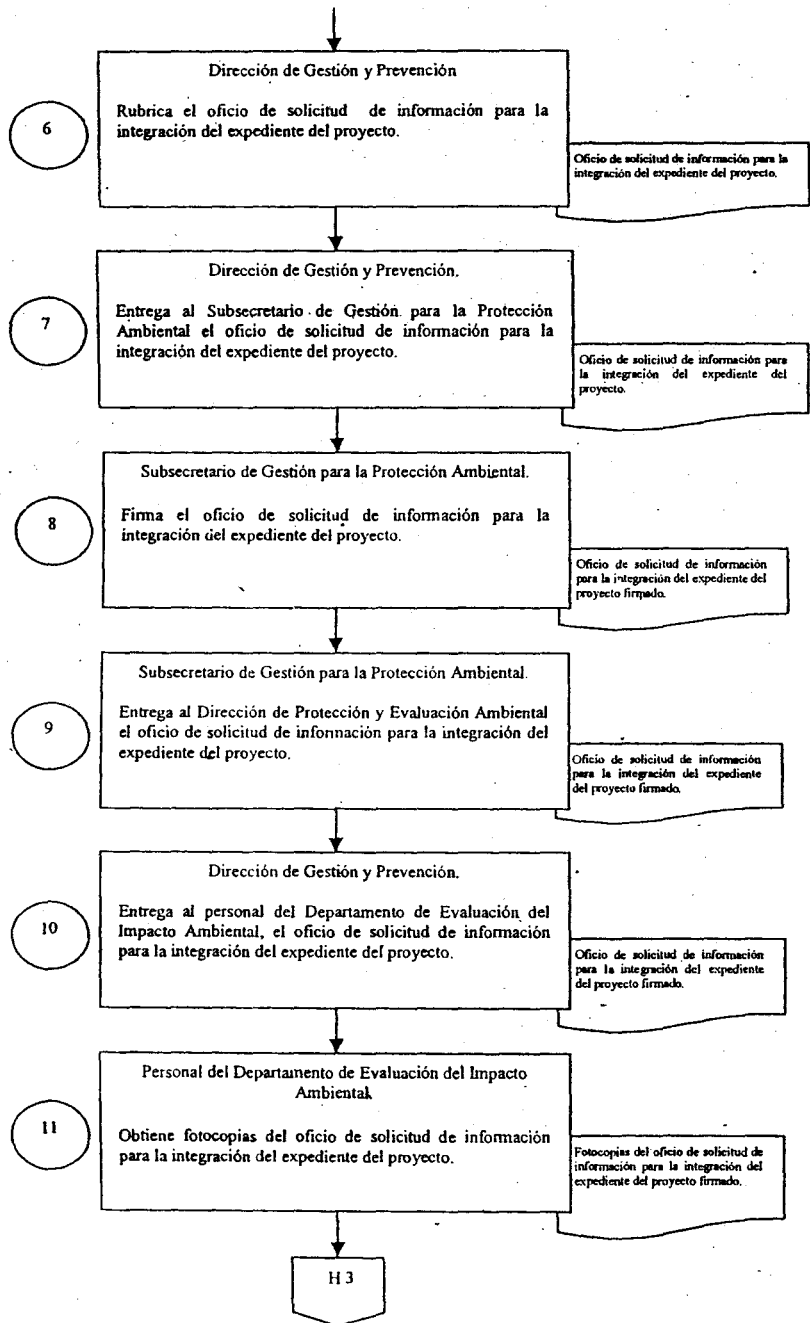 Dirección de Gestión y Prevención
6
Rubrica el oficio de solicitud de información para la
integración del expediente del proyecto.
Oficio de solicitud de información para la
integración del expediente del proyecto.
Dirección de Gestión y Prevención.
7
Entrega al Subsecretario de Gestión para la Protección
Ambiental el oficio de solicitud de información para la
integración del expediente del proyecto.
Oficio de solicitud de información para
la integración del expediente del
proyecto.
Subsecretario de Gestión para la Protección Ambiental.
8
Firma el oficio de solicitud de información para la
integración del expediente del proyecto.
Oficio de solicitud de información
para la integración del expediente del
proyecto firmado.
Subsecretario de Gestión para la Protección Ambiental.
9
Entrega al Dirección de Protección y Evaluación Ambiental
el oficio de solicitud de información para la integración del
expediente del proyecto.
Oficio de solicitud de información
para la integración del expediente
del proyecto firmado.
Dirección de Gestión y Prevención.
10
Entrega al personal del Departamento de Evaluación del
Impacto Ambiental, el oficio de solicitud de información
para la integración del expediente del proyecto.
Oficio de solicitud de información
para la integración del expediente
del proyecto firmado.
Personal del Departamento de Evaluación del Impacto
Ambiental.
11
Obtiene fotocopias del oficio de solicitud de información
para la integración del expediente del proyecto.
Fotocopias del oficio de solicitud de
información para la integración del
expediente del proyecto firmado.
H 3